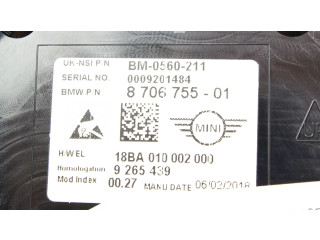 UK-NSI P/N BM-0560-211
SERIAL NO. 0009201484
BMW P/N 8 706 755 - 01
MINI
H/W EL 18BA 010 002 000
Homologation 9 265 439
Mod Index 00.27 MANU DATE 06/02/2018